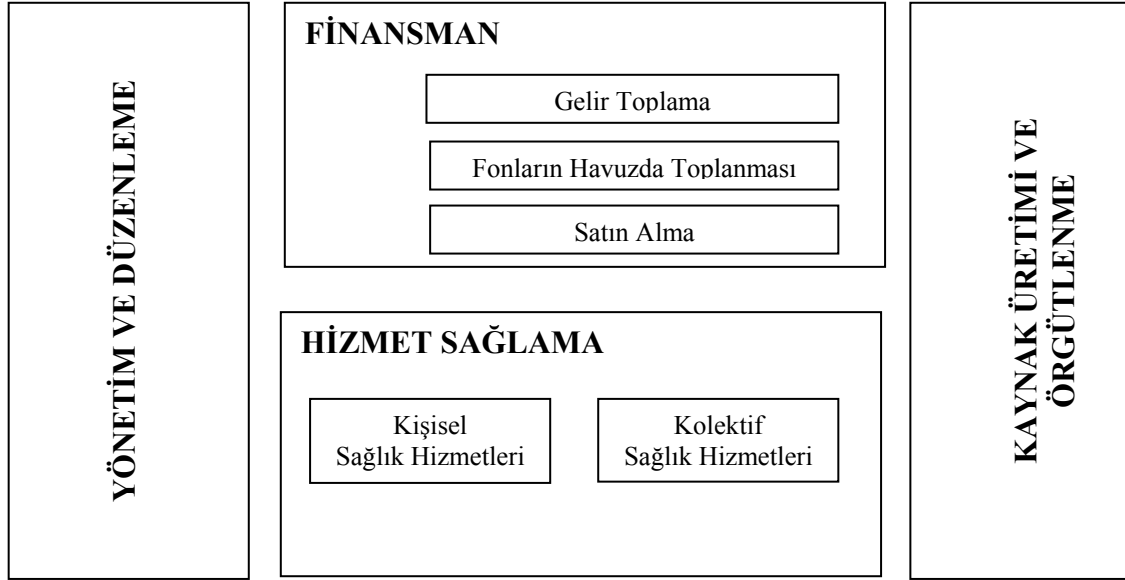 YÖNETİM VE DÜZENLEME
FİNANSMAN
Gelir Toplama
Fonların Havuzda Toplanması
Satın Alma
HİZMET SAĞLAMA
Kişisel
Sağlık Hizmetleri
Kolektif
Sağlık Hizmetleri
KAYNAK ÜRETİMİ VE
ÖRGÜTLENME